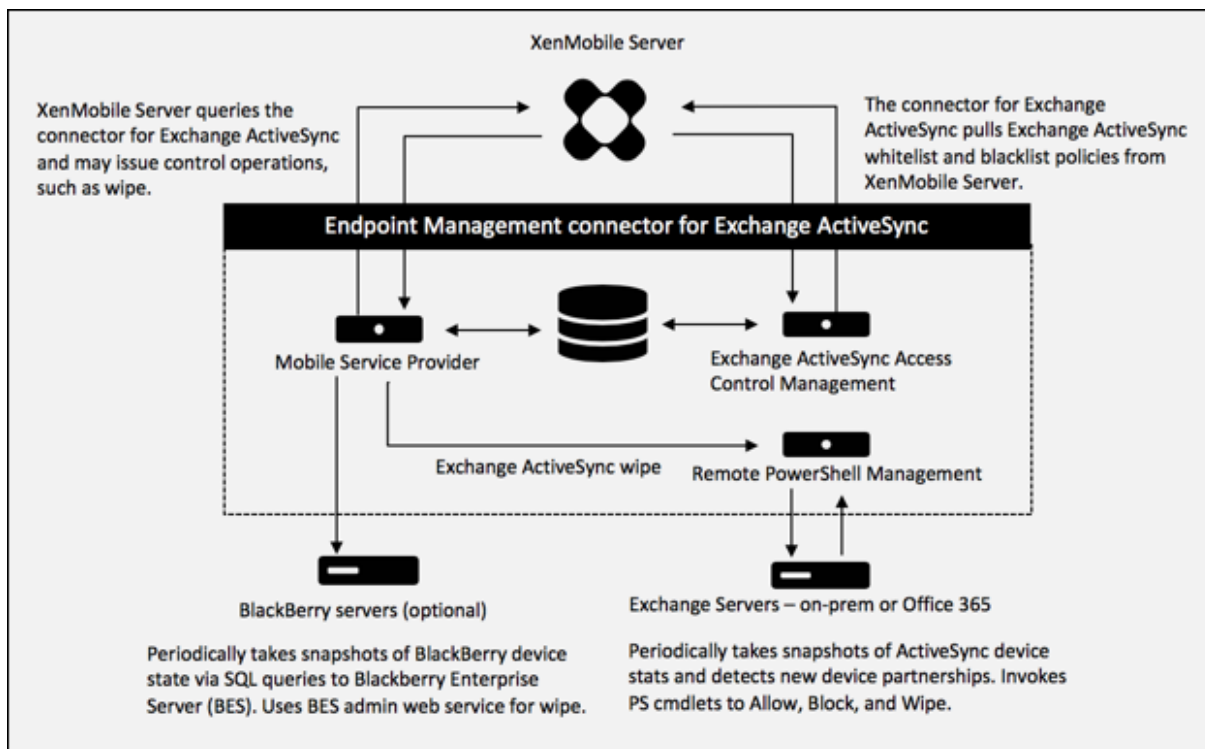 XenMobile Server
XenMobile Server queries the
connector for Exchange ActiveSync
and may issue control operations,
such as wipe.
The connector for Exchange
ActiveSync pulls Exchange ActiveSync
whitelist and blacklist policies from
XenMobile Server.
Endpoint Management connector for Exchange ActiveSync
Mobile Service Provider
Exchange ActiveSync Access
Control Management
Exchange ActiveSync wipe
Remote PowerShell Management
BlackBerry servers (optional)
Periodically takes snapshots of BlackBerry device
state via SQL queries to Blackberry Enterprise
Server (BES). Uses BES admin web service for wipe.
Exchange Servers – on-prem or Office 365
Periodically takes snapshots of ActiveSync device
stats and detects new device partnerships. Invokes
PS cmdlets to Allow, Block, and Wipe.